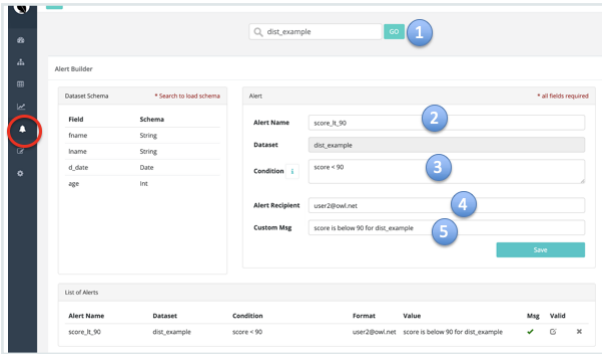 dist_example
GO
1
Alert Builder
Dataset Schema * Search to load schema
Field Schema
fname String
lname String
d_date Date
age Int
Alert * all fields required
Alert Name score_lt_90 2
Dataset dist_example
Condition i score < 90 3
Alert Recipient user2@owl.net 4
Custom Msg score is below 90 for dist_example 5
Save
List of Alerts
Alert Name Dataset Condition Format Value Msg Valid
score_lt_90 dist_example score < 90 user2@owl.net score is below 90 for dist_example